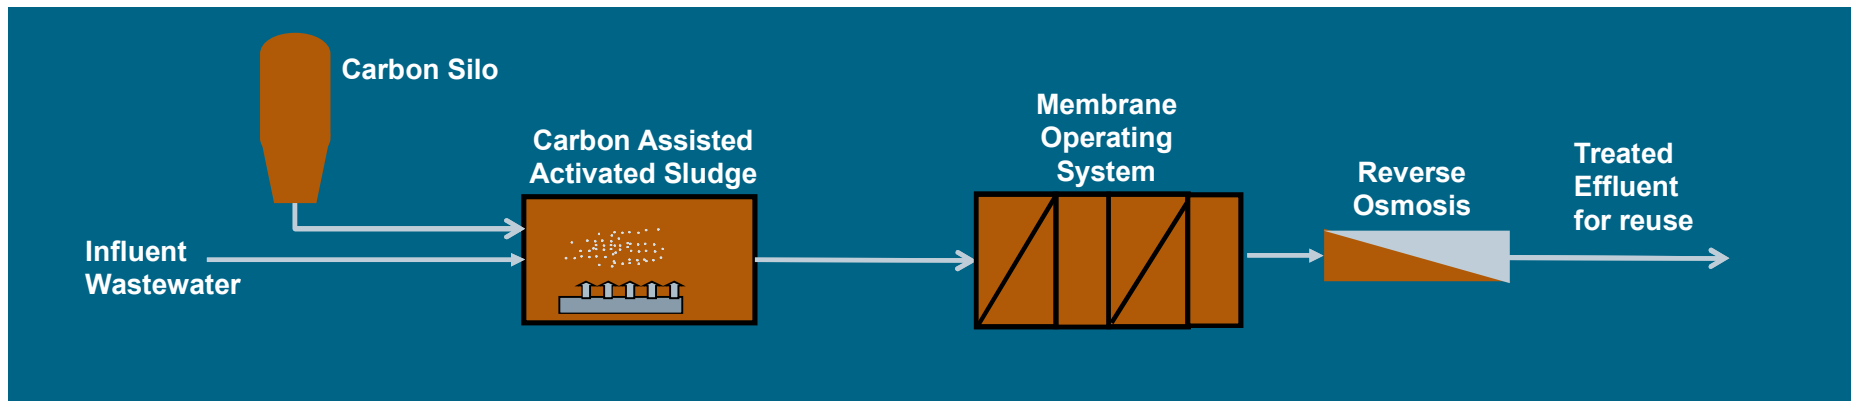 Carbon Silo
Influent
Wastewater
Carbon Assisted
Activated Sludge
Membrane
Operating
System
Reverse
Osmosis
Treated
Effluent
for reuse